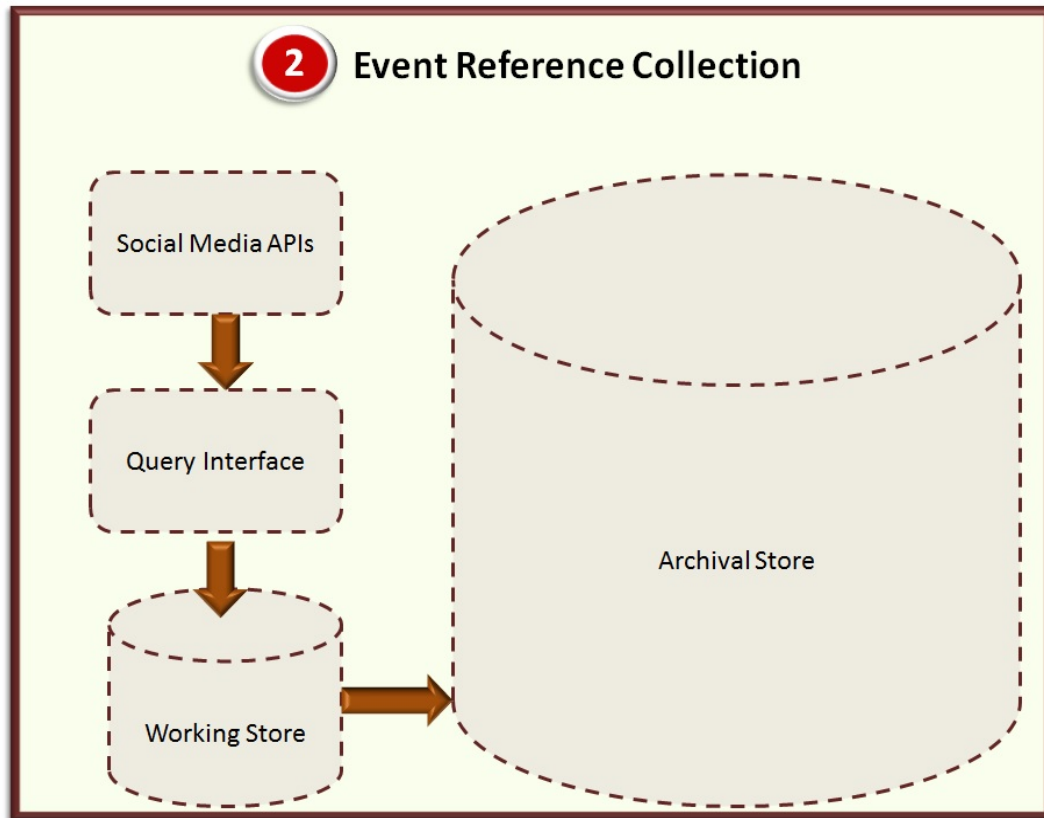 2 Event Reference Collection
Social Media APIs
Query Interface
Archival Store
Working Store